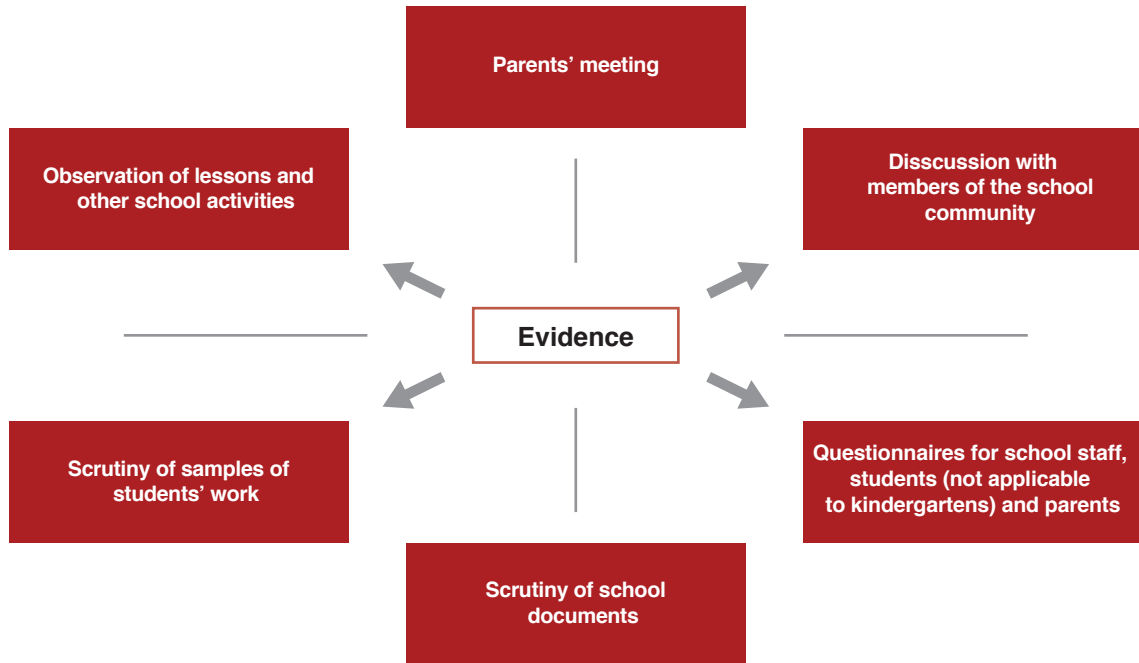 Parents’ meeting
Observation of lessons and
other school activities
Disscussion with
members of the school
community
Evidence
Scrutiny of samples of
students’ work
Questionnaires for school staff,
students (not applicable
to kindergartens) and parents
Scrutiny of school
documents